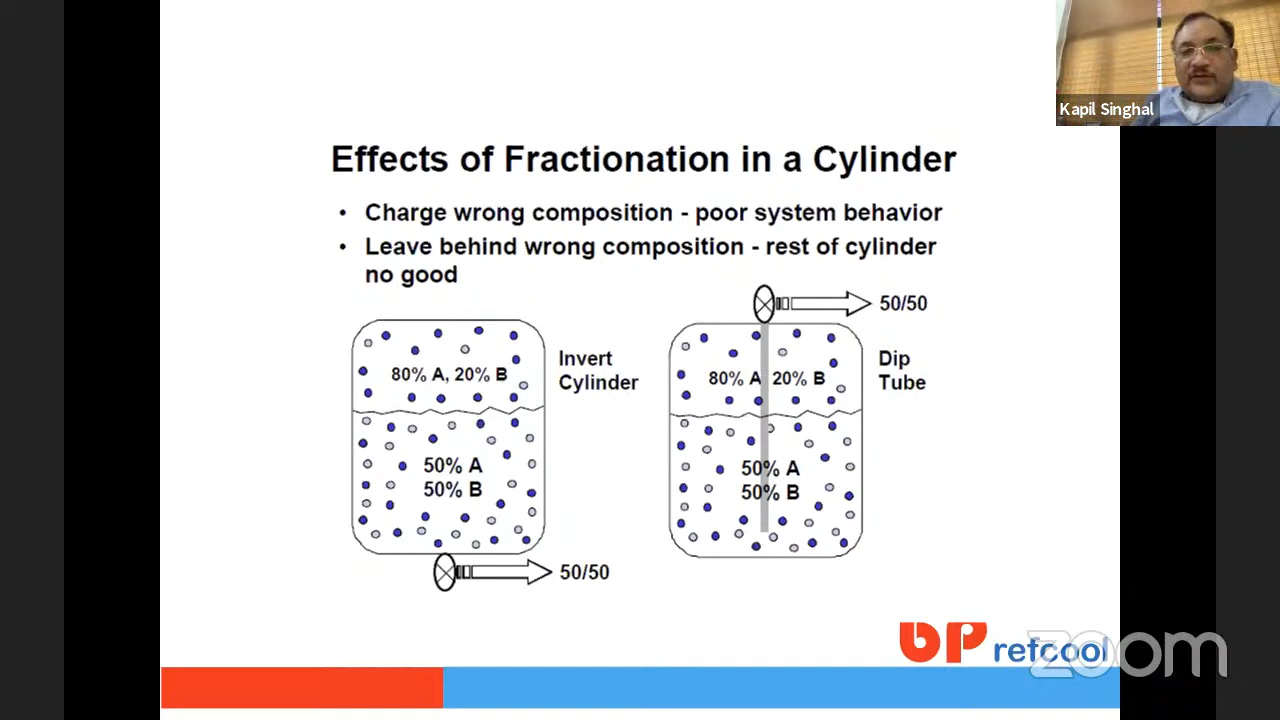 Kapil Singhal
Effects of Fractionation in a Cylinder
• Charge wrong composition - poor system behavior
• Leave behind wrong composition - rest of cylinder
no good
80% A, 20% B
50% A
50% B
Invert
Cylinder
50/50
50/50
80% A 20% B
50% A
50% B
Dip
Tube
bp refcool
zoom